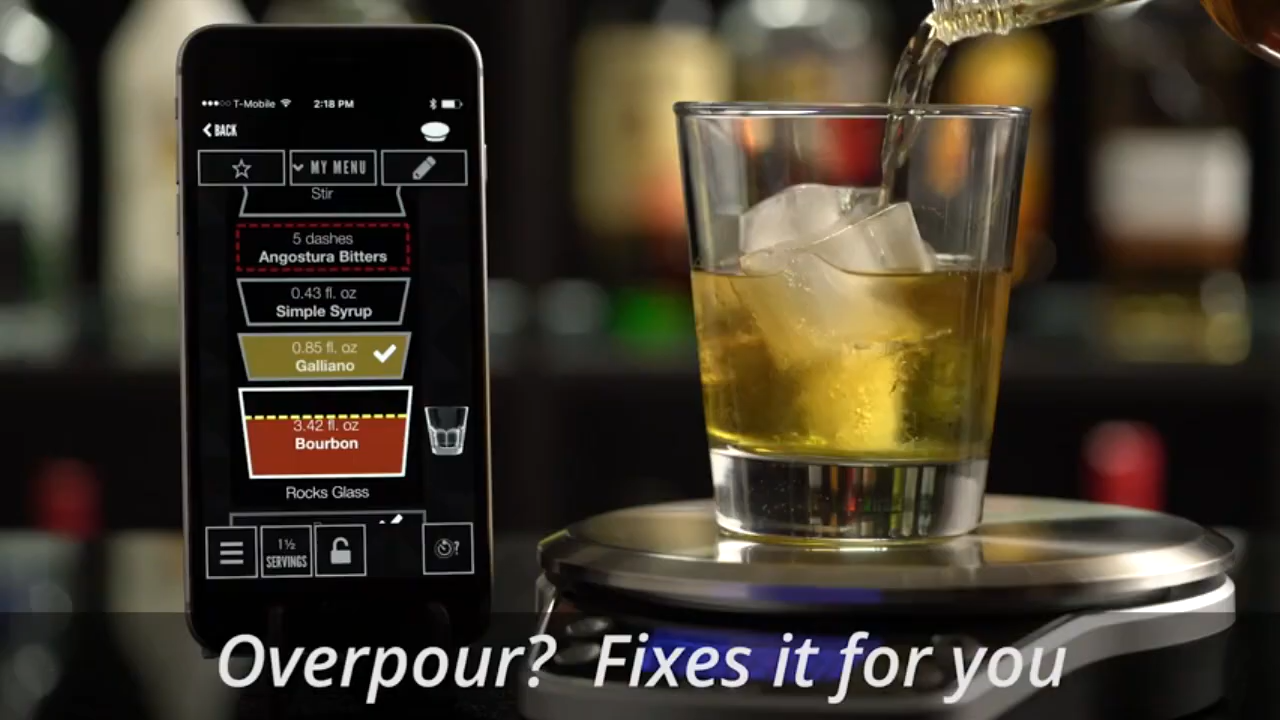 T-Mobile 2:18 PM
BACK
MY MENU
Stir
5 dashes
Angostura Bitters
0.43 fl. oz
Simple Syrup
0.85 fl. oz
Galliano
3.42 fl. oz
Bourbon
Rocks Glass
1½
SERVINGS
?
Overpour? Fixes it for you